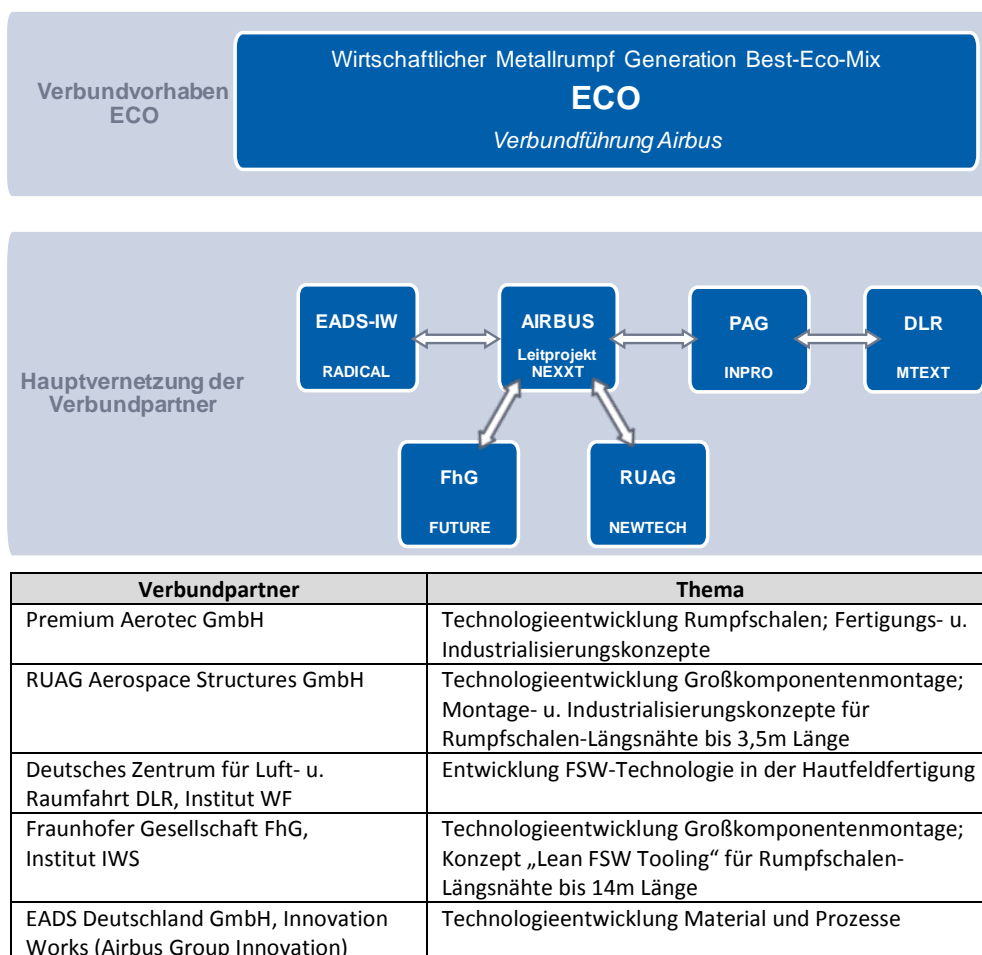 Verbundvorhaben
ECO
Wirtschaftlicher Metallrumpf Generation Best-Eco-Mix
ECO
Verbundführung Airbus
Hauptvernetzung der
Verbundpartner
EADS-IW
RADICAL
AIRBUS
Leitprojekt
NEXXT
PAG
INPRO
DLR
MTEXT
FhG
FUTURE
RUAG
NEWTECH
Verbundpartner
Thema
Premium Aerotec GmbH
Technologieentwicklung Rumpfschalen; Fertigungs- u.
Industrialisierungskonzepte
RUAG Aerospace Structures GmbH
Technologieentwicklung Großkomponentenmontage;
Montage- u. Industrialisierungskonzepte für
Rumpfschalen-Längsnähte bis 3,5m Länge
Deutsches Zentrum für Luft- u.
Raumfahrt DLR, Institut WF
Entwicklung FSW-Technologie in der Hautfeldfertigung
Fraunhofer Gesellschaft FhG,
Institut IWS
Technologieentwicklung Großkomponentenmontage;
Konzept „Lean FSW Tooling“ für Rumpfschalen-
Längsnähte bis 14m Länge
EADS Deutschland GmbH, Innovation
Works (Airbus Group Innovation)
Technologieentwicklung Material und Prozesse